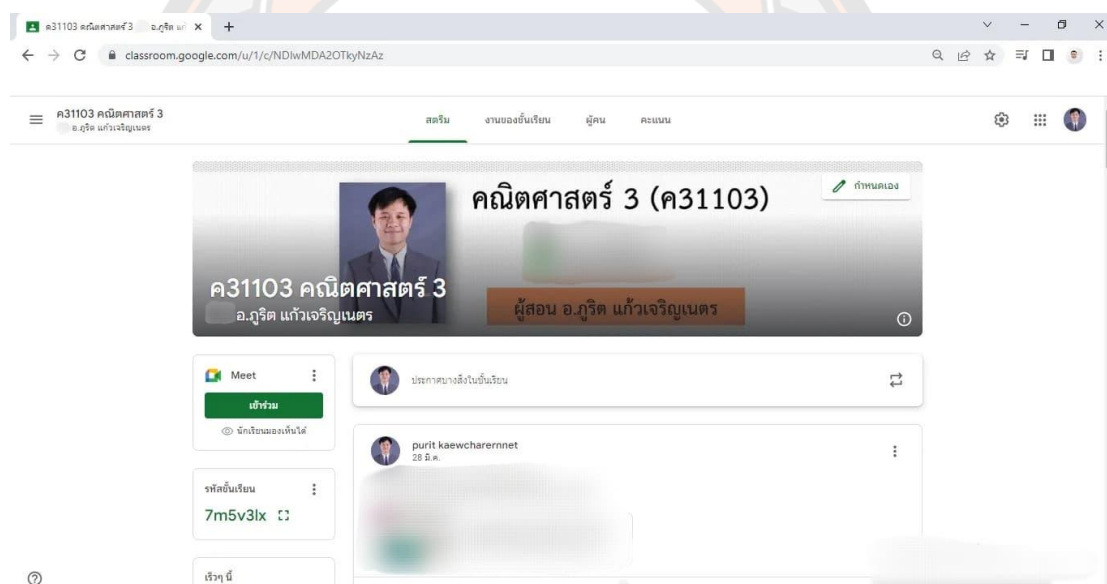 ค31103 คณิตศาสตร์ 3 อ.ภูริต แก้
classroom.google.com/u/1/c/NDIwMDA2OTkyNzAz
ค31103 คณิตศาสตร์ 3
อ.ภูริต แก้วเจริญเนตร
สตรีม งานของชั้นเรียน ผู้คน คะแนน
กำหนดเอง
คณิตศาสตร์ 3 (ค31103)
ผู้สอน อ.ภูริต แก้วเจริญเนตร
ค31103 คณิตศาสตร์ 3
อ.ภูริต แก้วเจริญเนตร
Meet
เข้าร่วม
นักเรียนมองเห็นได้
ประกาศบางสิ่งในชั้นเรียน
purit kaewcharernnet
28 มี.ค.
รหัสชั้นเรียน
7m5v3lx
เร็วๆ นี้